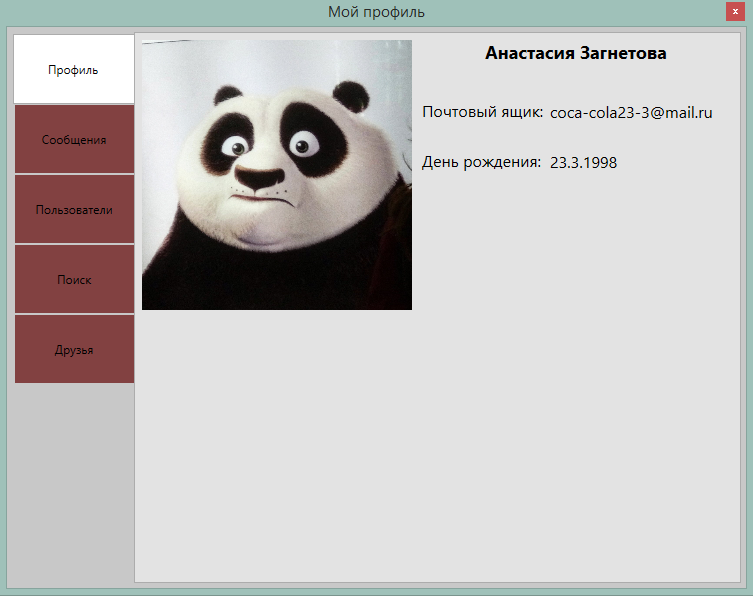 Мой профиль
x
Профиль
Сообщения
Пользователи
Поиск
Друзья
Анастасия Загнетова
Почтовый ящик: coca-cola23-3@mail.ru
День рождения: 23.3.1998